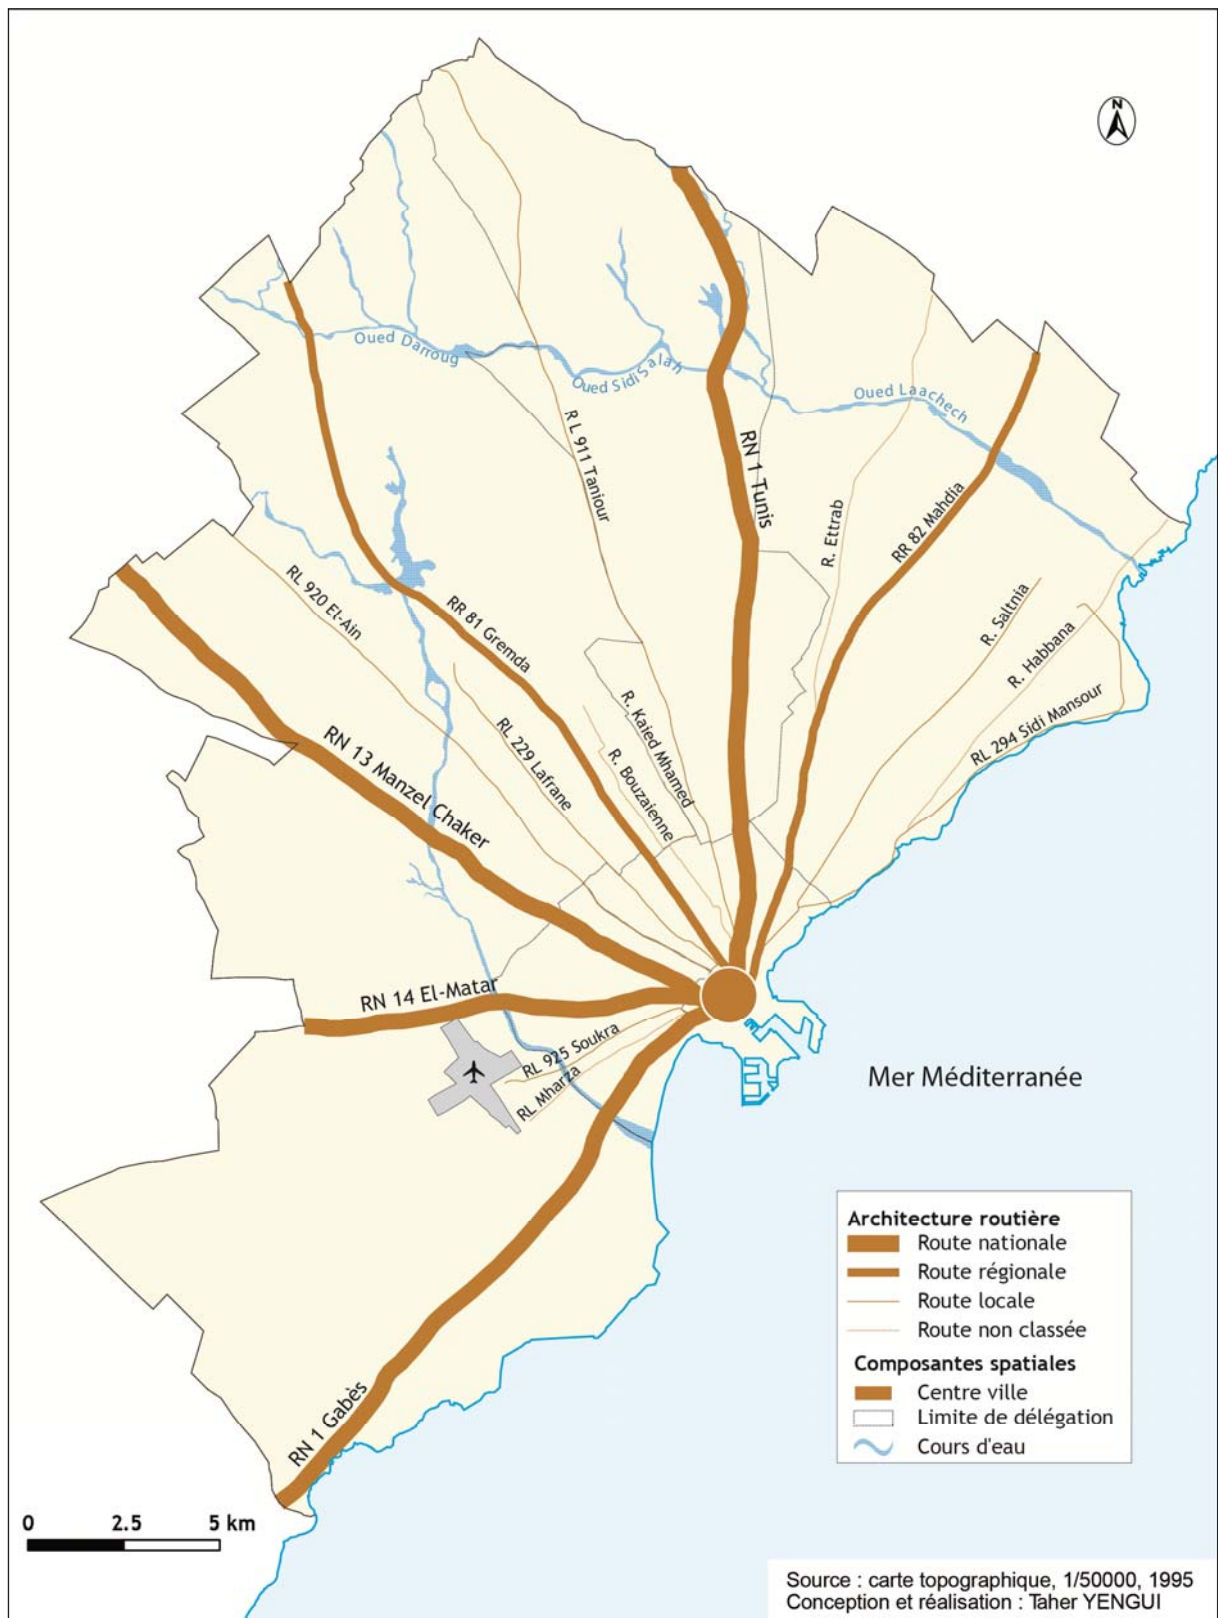 N
Oued Darroug
Oued Sidi Salah
Oued Laachech
R L 911 Taniour
RN 1 Tunis
R. Ettrab
RR 82 Mahdia
RL 920 El-Ain
RR 81 Gremda
R. Saltnia
R. Habbana
RL 294 Sidi Mansour
RN 13 Manzel Chaker
RL 229 Lafrane
R. Kaied Mhamed
R. Bouzaienne
RN 14 El-Matar
RL 925 Soukra
RL Mharza
Mer Méditerranée
RN 1 Gabès
Architecture routière
Route nationale
Route régionale
Route locale
Route non classée
Composantes spatiales
Centre ville
Limite de délégation
Cours d'eau
0 2.5 5 km
Source : carte topographique, 1/50000, 1995
Conception et réalisation : Taher YENGUI